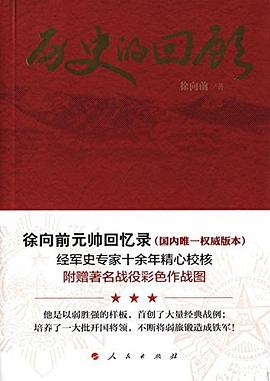 历史的回顾
徐向前 著
徐向前元帅回忆录(国内唯一权威版本)
经军史专家十余年精心校核
附赠著名战役彩色作战图
他是以弱胜强的样板,首创了大量经典战例;
培养了一大批开国将领,不断将弱旅锻造成铁军!
人民出版社